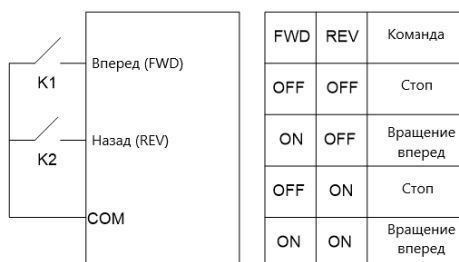 Вперед (FWD)
K1
Назад (REV)
K2
COM
FWD REV Команда
OFF OFF Стоп
ON OFF Вращение
вперед
OFF ON Стоп
ON ON Вращение
вперед